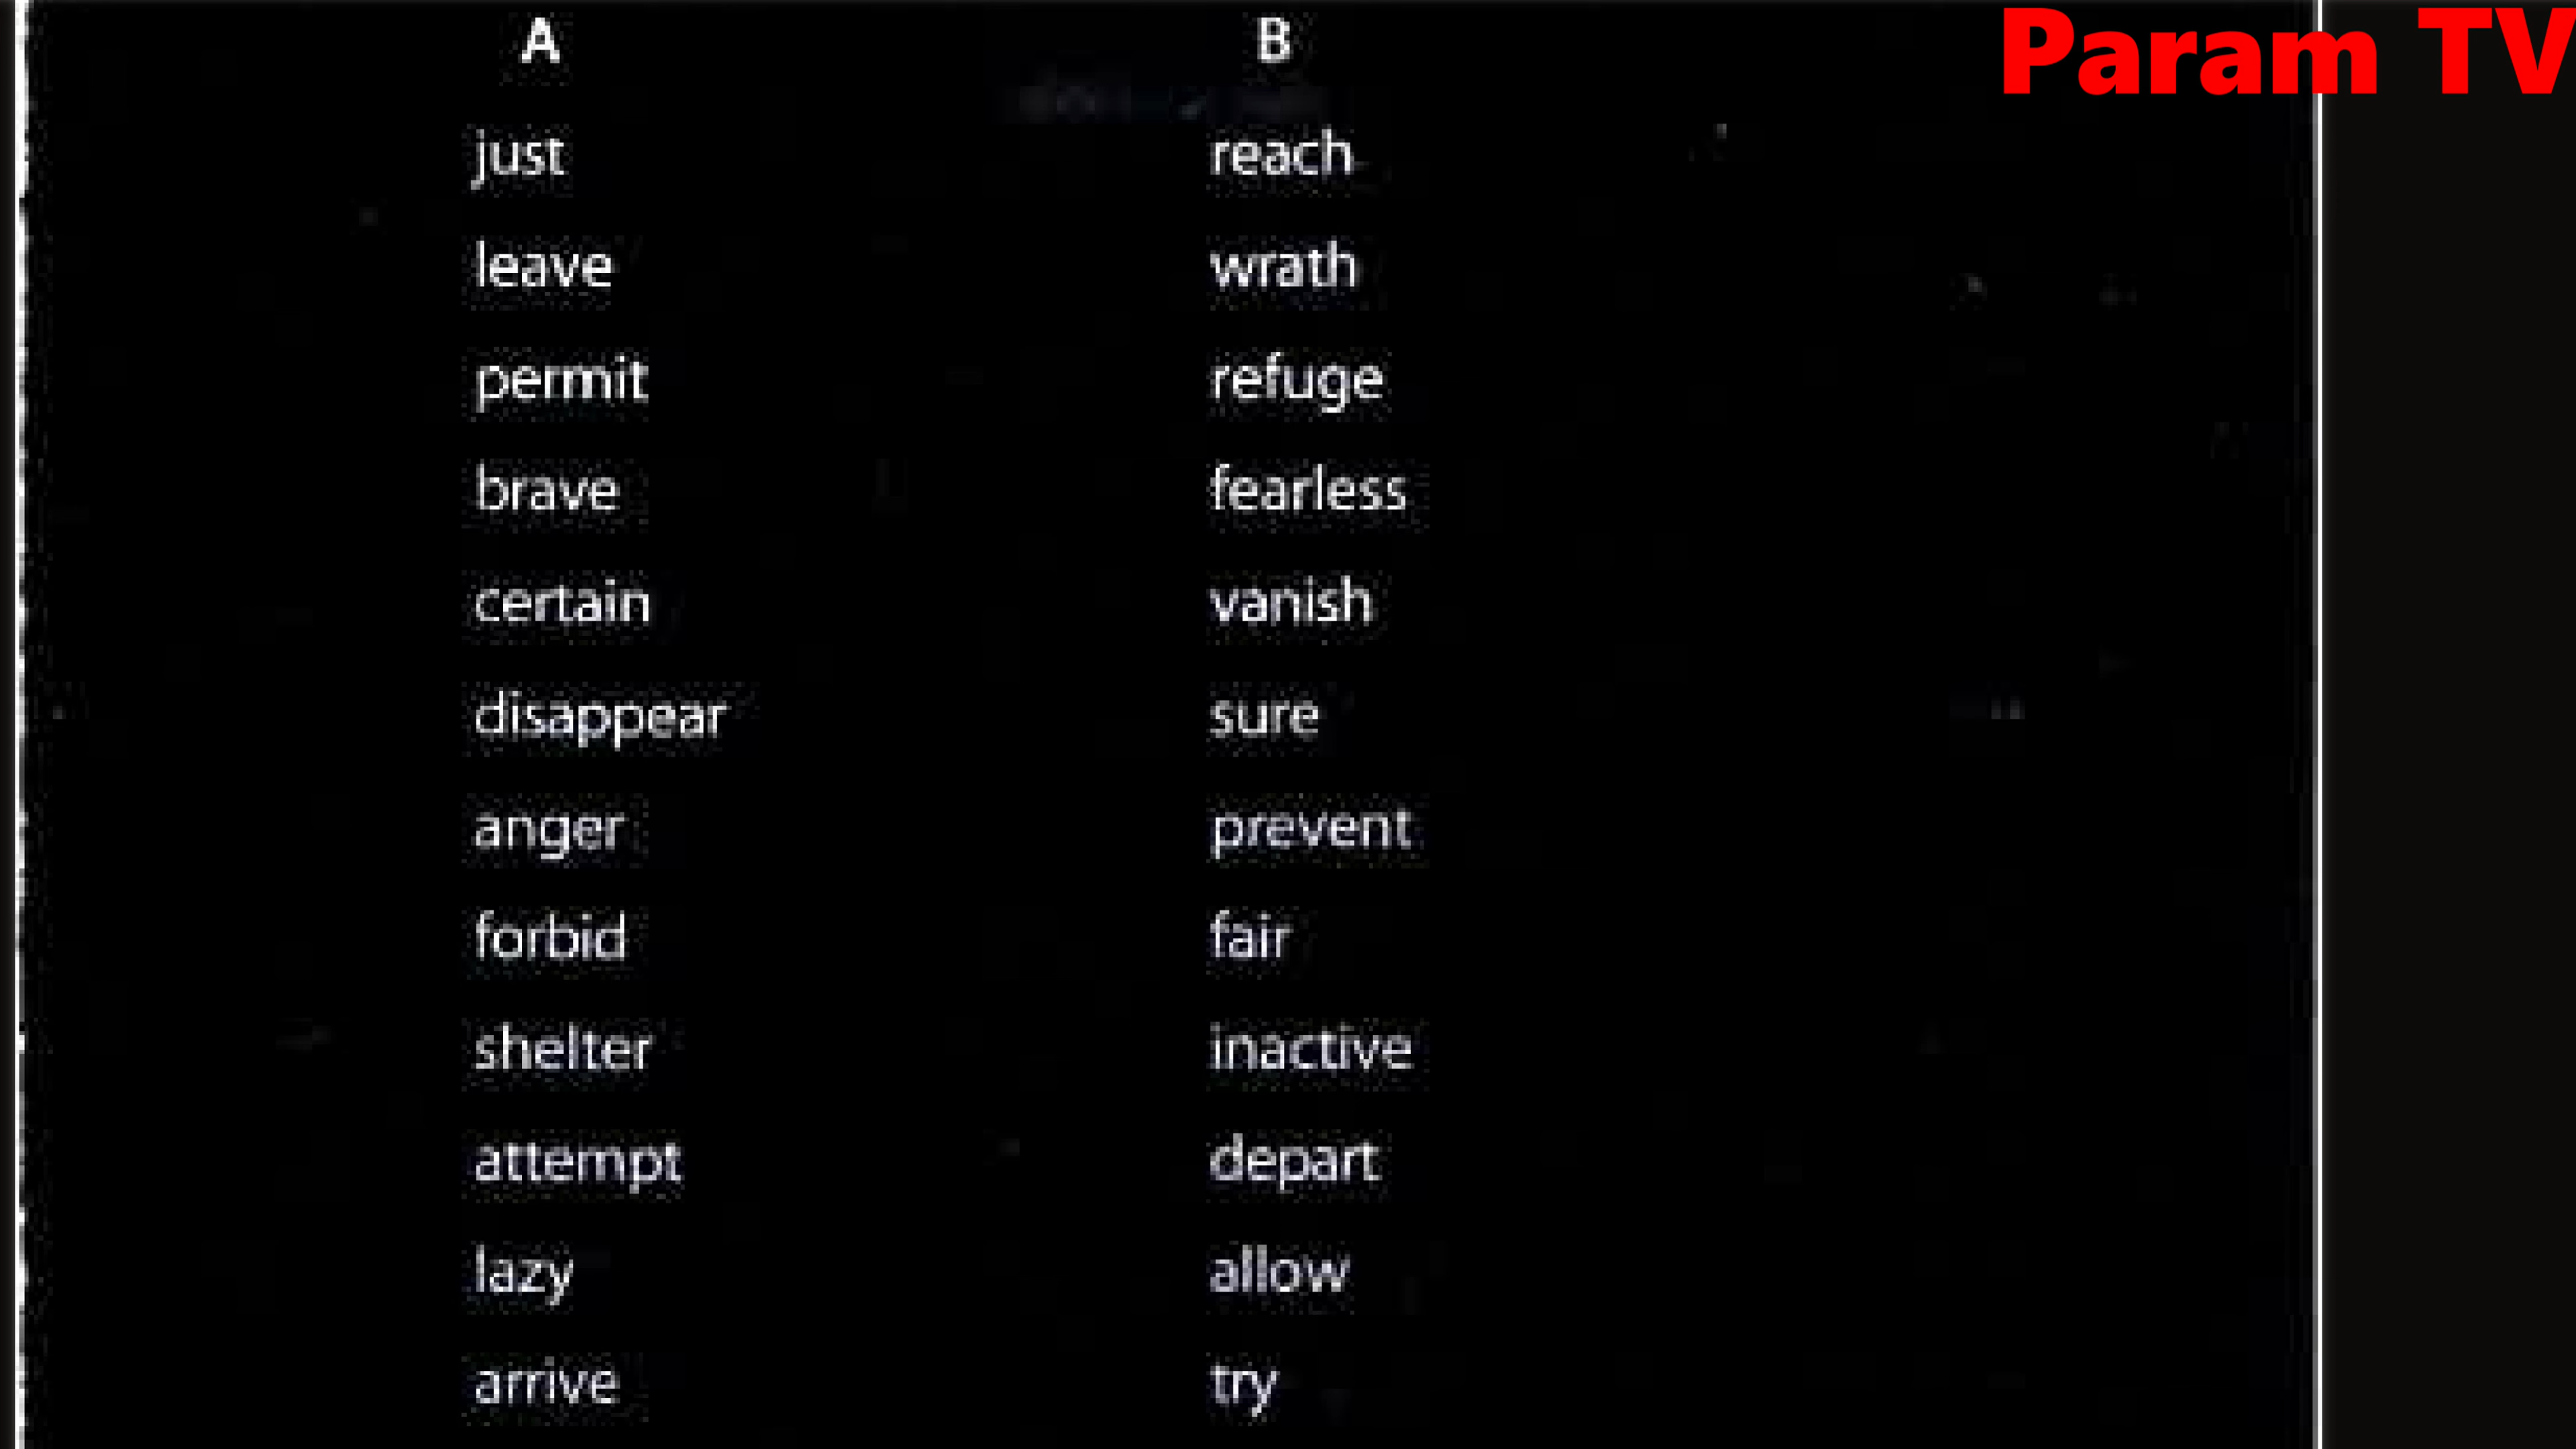 A B Param TV
just reach
leave wrath
permit refuge
brave fearless
certain vanish
disappear sure
anger prevent
forbid fair
shelter inactive
attempt depart
lazy allow
arrive try